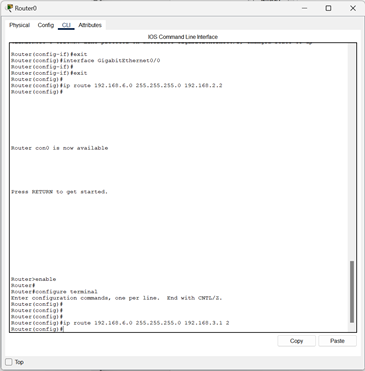 Router0
Physical Config CLI Attributes
IOS Command Line Interface
Router(config-if)#exit
Router(config)#interface GigabitEthernet0/0
Router(config-if)#
Router(config-if)#exit
Router(config)#
Router(config)#ip route 192.168.6.0 255.255.255.0 192.168.2.2
Router(config)#
Router con0 is now available
Press RETURN to get started.
Router>enable
Router#
Router#configure terminal
Enter configuration commands, one per line. End with CNTL/Z.
Router(config)#
Router(config)#
Router(config)#
Router(config)#ip route 192.168.6.0 255.255.255.0 192.168.3.1 2
Router(config)#
Copy Paste
Top